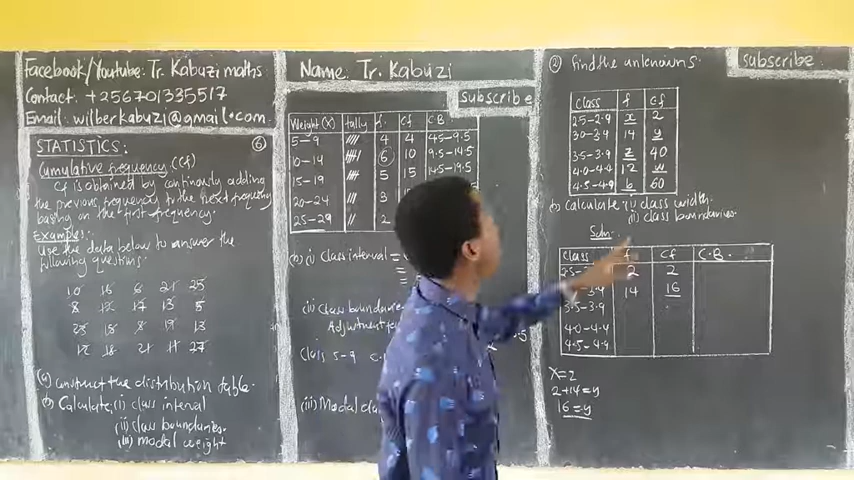 Facebook/Youtube: Tr. Kabuzi maths
Contact: +256701335517
Email: wilberkabuzi@gmail.com
STATISTICS: 6
Cumulative frequency (Cf)
Cf is obtained by continously adding
the previous frequency to the next frequency
basing on the first frequency.
Example:
Use the data below to answer the
following questions.
10 16 6 21 25
8 12 17 13 5
23 18 19 13
12 18 21 11 27
(a) construct the distribution table.
(b) Calculate; (i) class interval
(ii) class boundaries.
(iii) modal weight
Name: Tr. Kabuzi
subscribe
Weight (X) tally f. Cf C.B
5-9 4 4 4.5-9.5
10-14 6 10 9.5-14.5
15-19 5 15 14.5-19.5
20-24 3
25-29 2
(b) (i) Class interval =
=
=
(ii) Class boundaries
Class 5-9
(iii) Modal
② find the unknowns. subscribe
Class f cf
2.5-2.9 x 2
3.0-3.4 14 y
3.5-3.9 z 40
4.0-4.4 12 w
4.5-4.9 b 60
(b) Calculate: (i) class width.
(ii) class boundaries.
Soln.
Class f cf C.B.
2 2
14 16
3.5-3.9
4.0-4.4
4.5-4.9
X=2
2+14=y
16=y